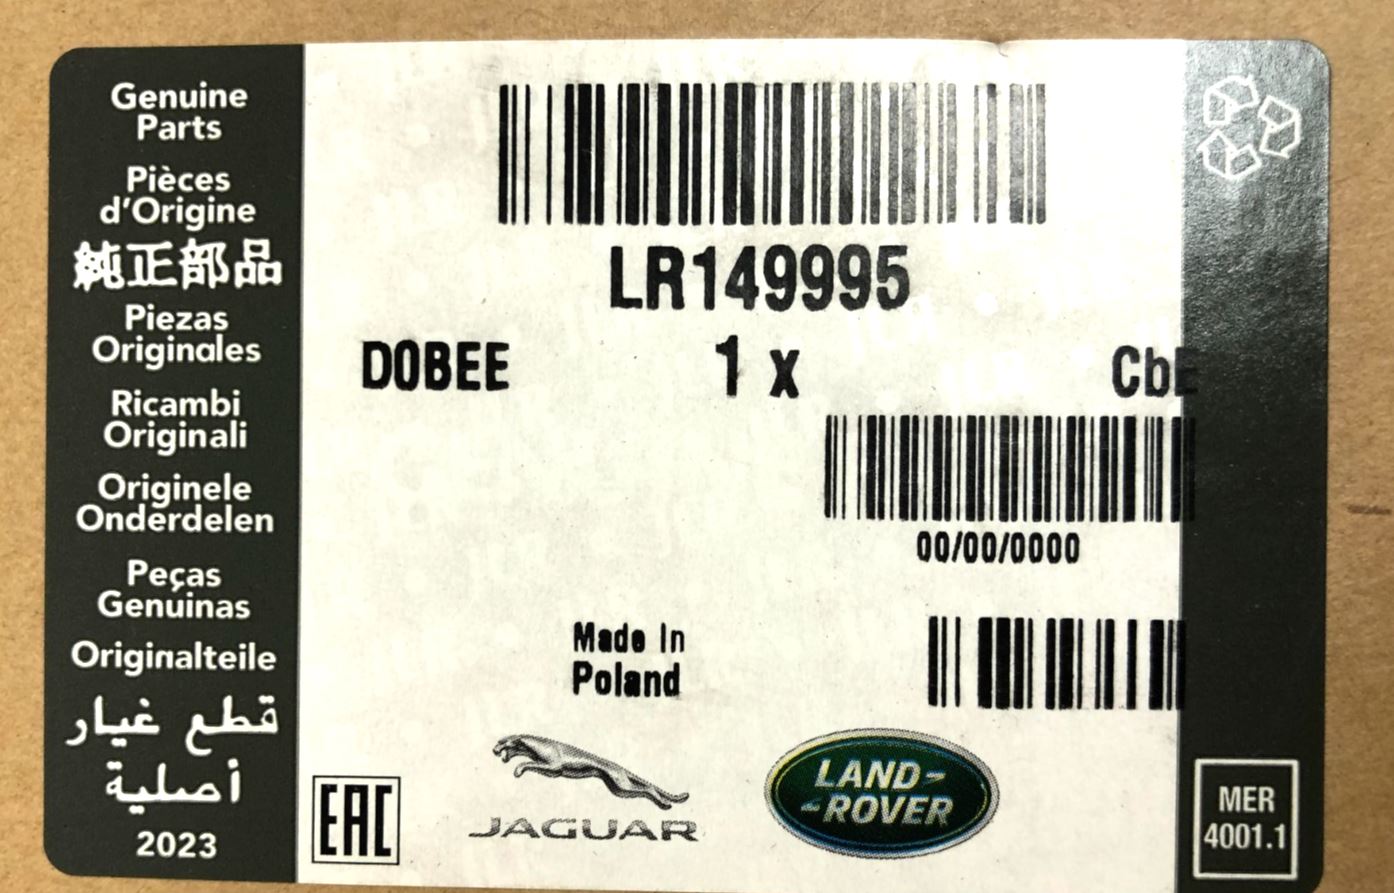 Genuine
Parts
Pièces
d'Origine
純正部品
Piezas
Originales
Ricambi
Originali
Originele
Onderdelen
Peças
Genuinas
Originalteile
قطع غيار
أصلية
2023
LR149995
DOBEE 1 x CbE
00/00/0000
Made In
Poland
EAC
JAGUAR
LAND-
-ROVER
MER
4001.1